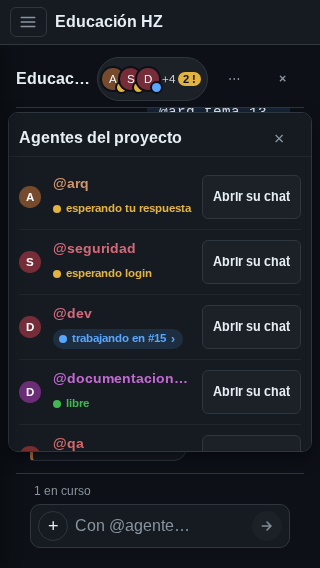 Educación HZ
Educac… A S D +4 2 ! ··· ×
@arq tema 13
Agentes del proyecto ×
A @arq
esperando tu respuesta
Abrir su chat
S @seguridad
esperando login
Abrir su chat
D @dev
trabajando en #15 ›
Abrir su chat
D @documentacion…
libre
Abrir su chat
@qa
1 en curso
+ Con @agente… →